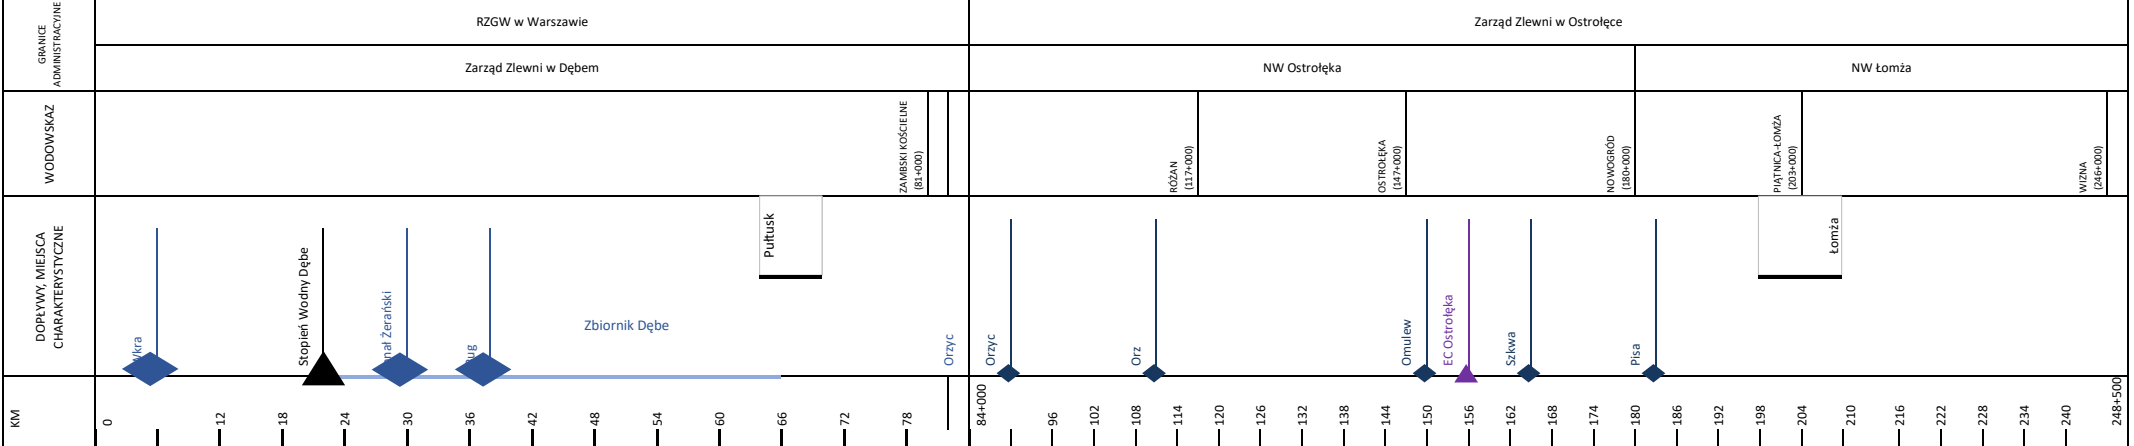 GRANICE
ADMINISTRACYJNE
RZGW w Warszawie
Zarząd Zlewni w Ostrołęce
Zarząd Zlewni w Dębem
NW Ostrołęka
NW Łomża
WODOWSKAZ
ZAMBSKI KOŚCIELNE
(81+000)
RÓŻAN
(117+000)
OSTROŁĘKA
(147+000)
NOWOGRÓD
(180+000)
PIĄTNICA-ŁOMŻA
(203+000)
WIZNA
(246+000)
DOPŁYWY, MIEJSCA
CHARAKTERYSTYCZNE
Stopień Wodny Dębe
Żerański
Zbiornik Dębe
Pułtusk
Orzyc
Orzyc
Orz
Omulew
EC Ostrołęka
Szkwa
Pisa
Łomża
KM
0
12
18
24
30
36
42
48
54
60
66
72
78
84+000
96
102
108
114
120
126
132
138
144
150
156
162
168
174
180
186
192
198
204
210
216
222
228
234
240
248+500